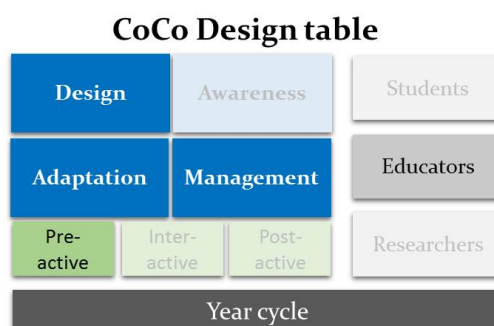 CoCo Design table
Design
Awareness
Students
Adaptation
Management
Educators
Pre-
active
Inter-
active
Post-
active
Researchers
Year cycle